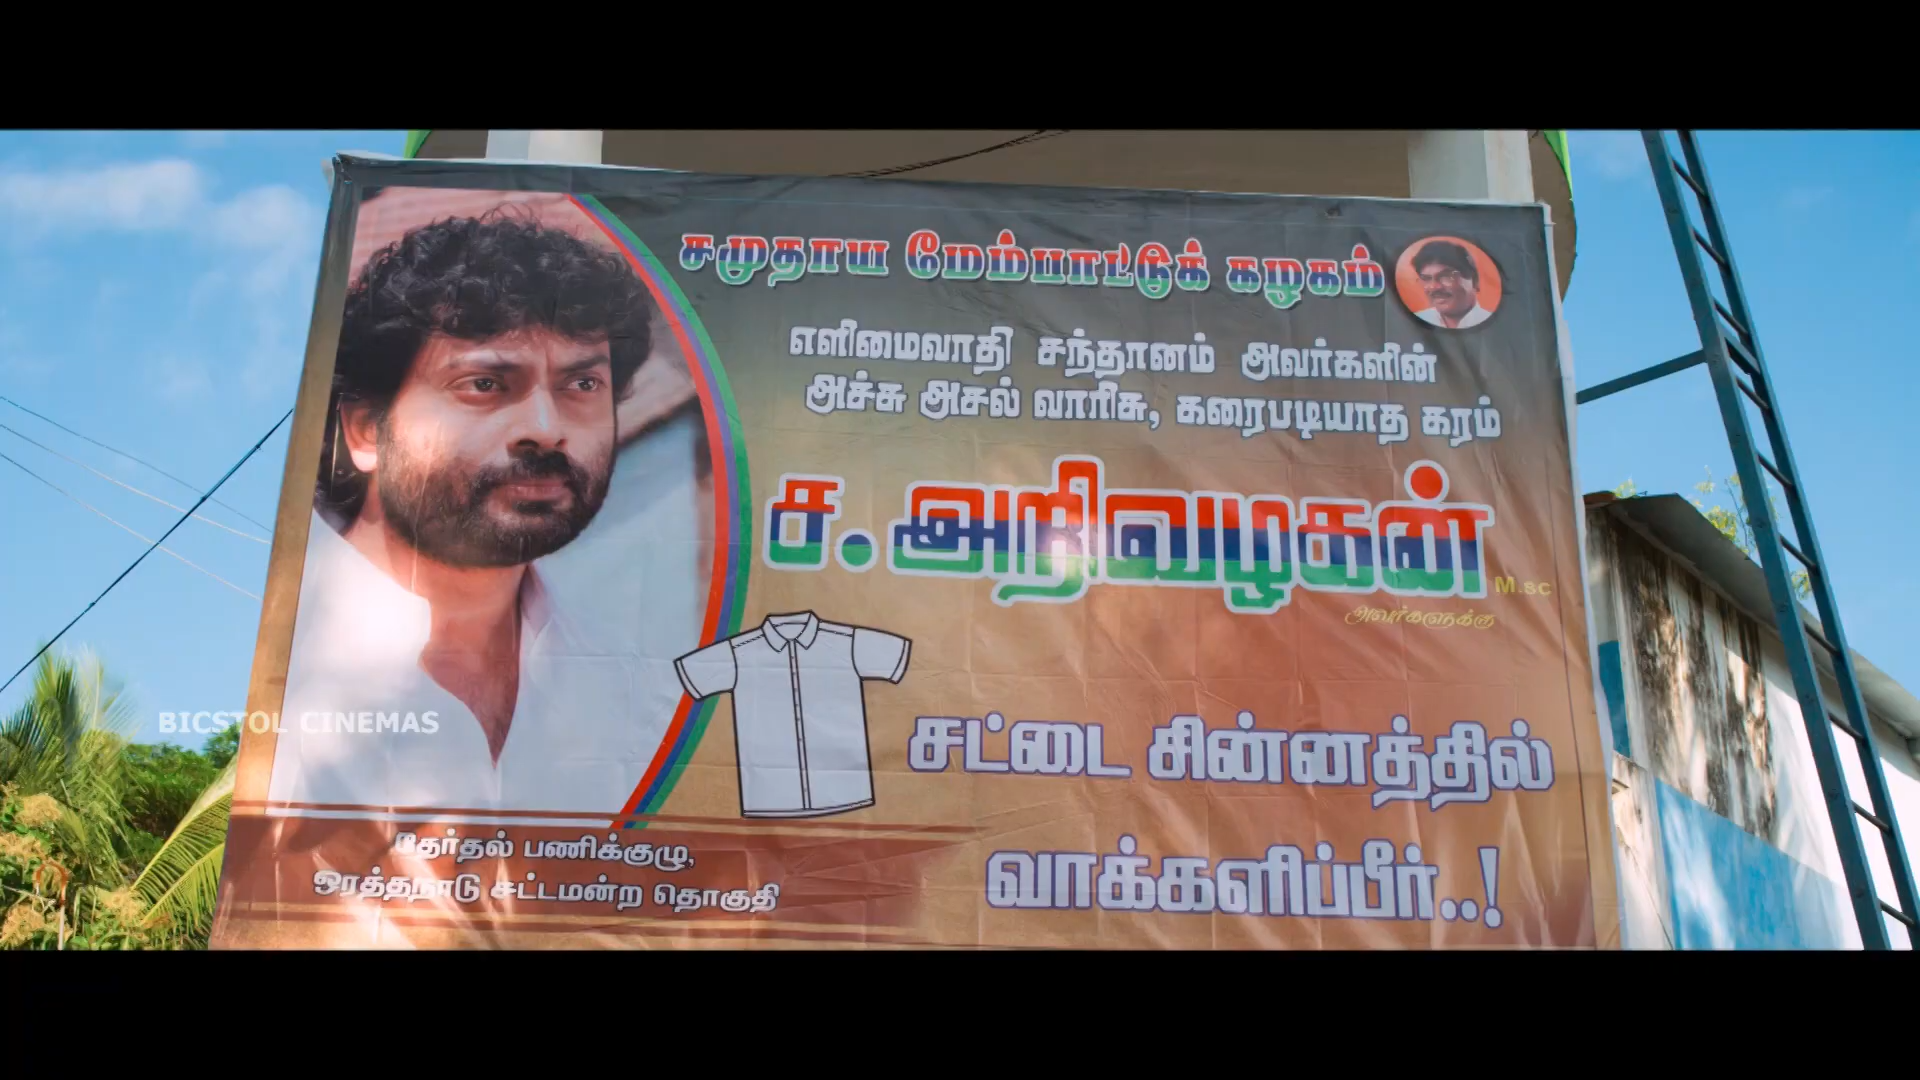 சமுதாய மேம்பாட்டுக் கழகம்
எளிமைவாதி சந்தானம் அவர்களின்
அச்சு அசல் வாரிசு, கரைபடியாத கரம்
ச.அறிவழகன் M.sc
அவர்களுக்கு
சட்டை சின்னத்தில்
வாக்களிப்பீர்..!
தேர்தல் பணிக்குழு,
ஒரத்தநாடு சட்டமன்ற தொகுதி
BICSTOL CINEMAS